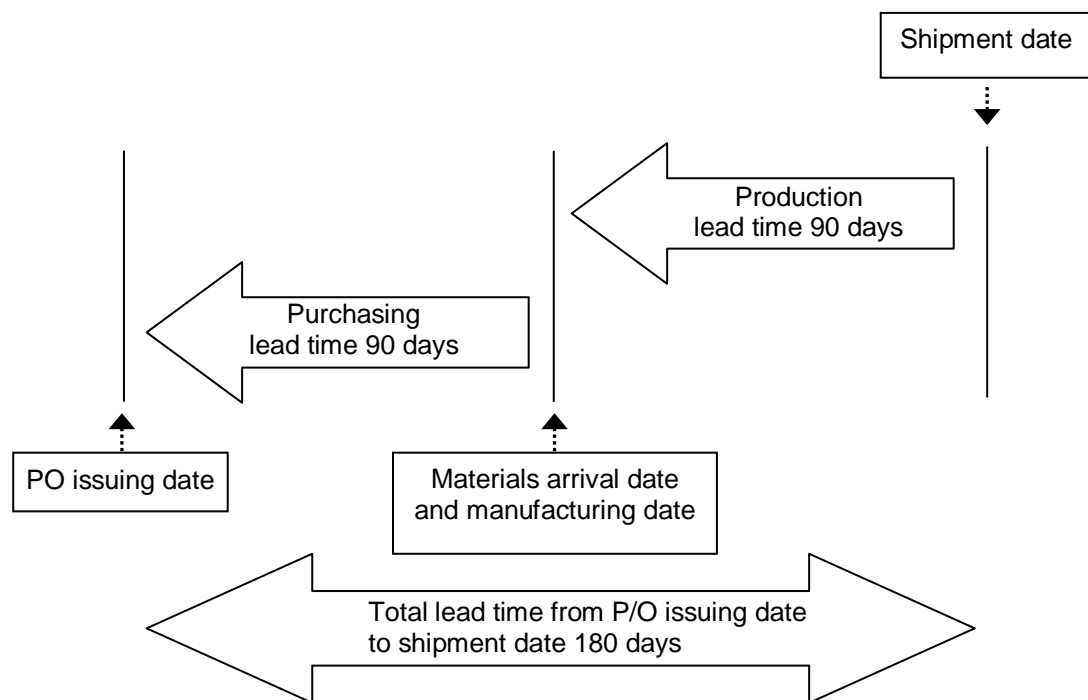 Shipment date
Production
lead time 90 days
Purchasing
lead time 90 days
PO issuing date
Materials arrival date
and manufacturing date
Total lead time from P/O issuing date
to shipment date 180 days